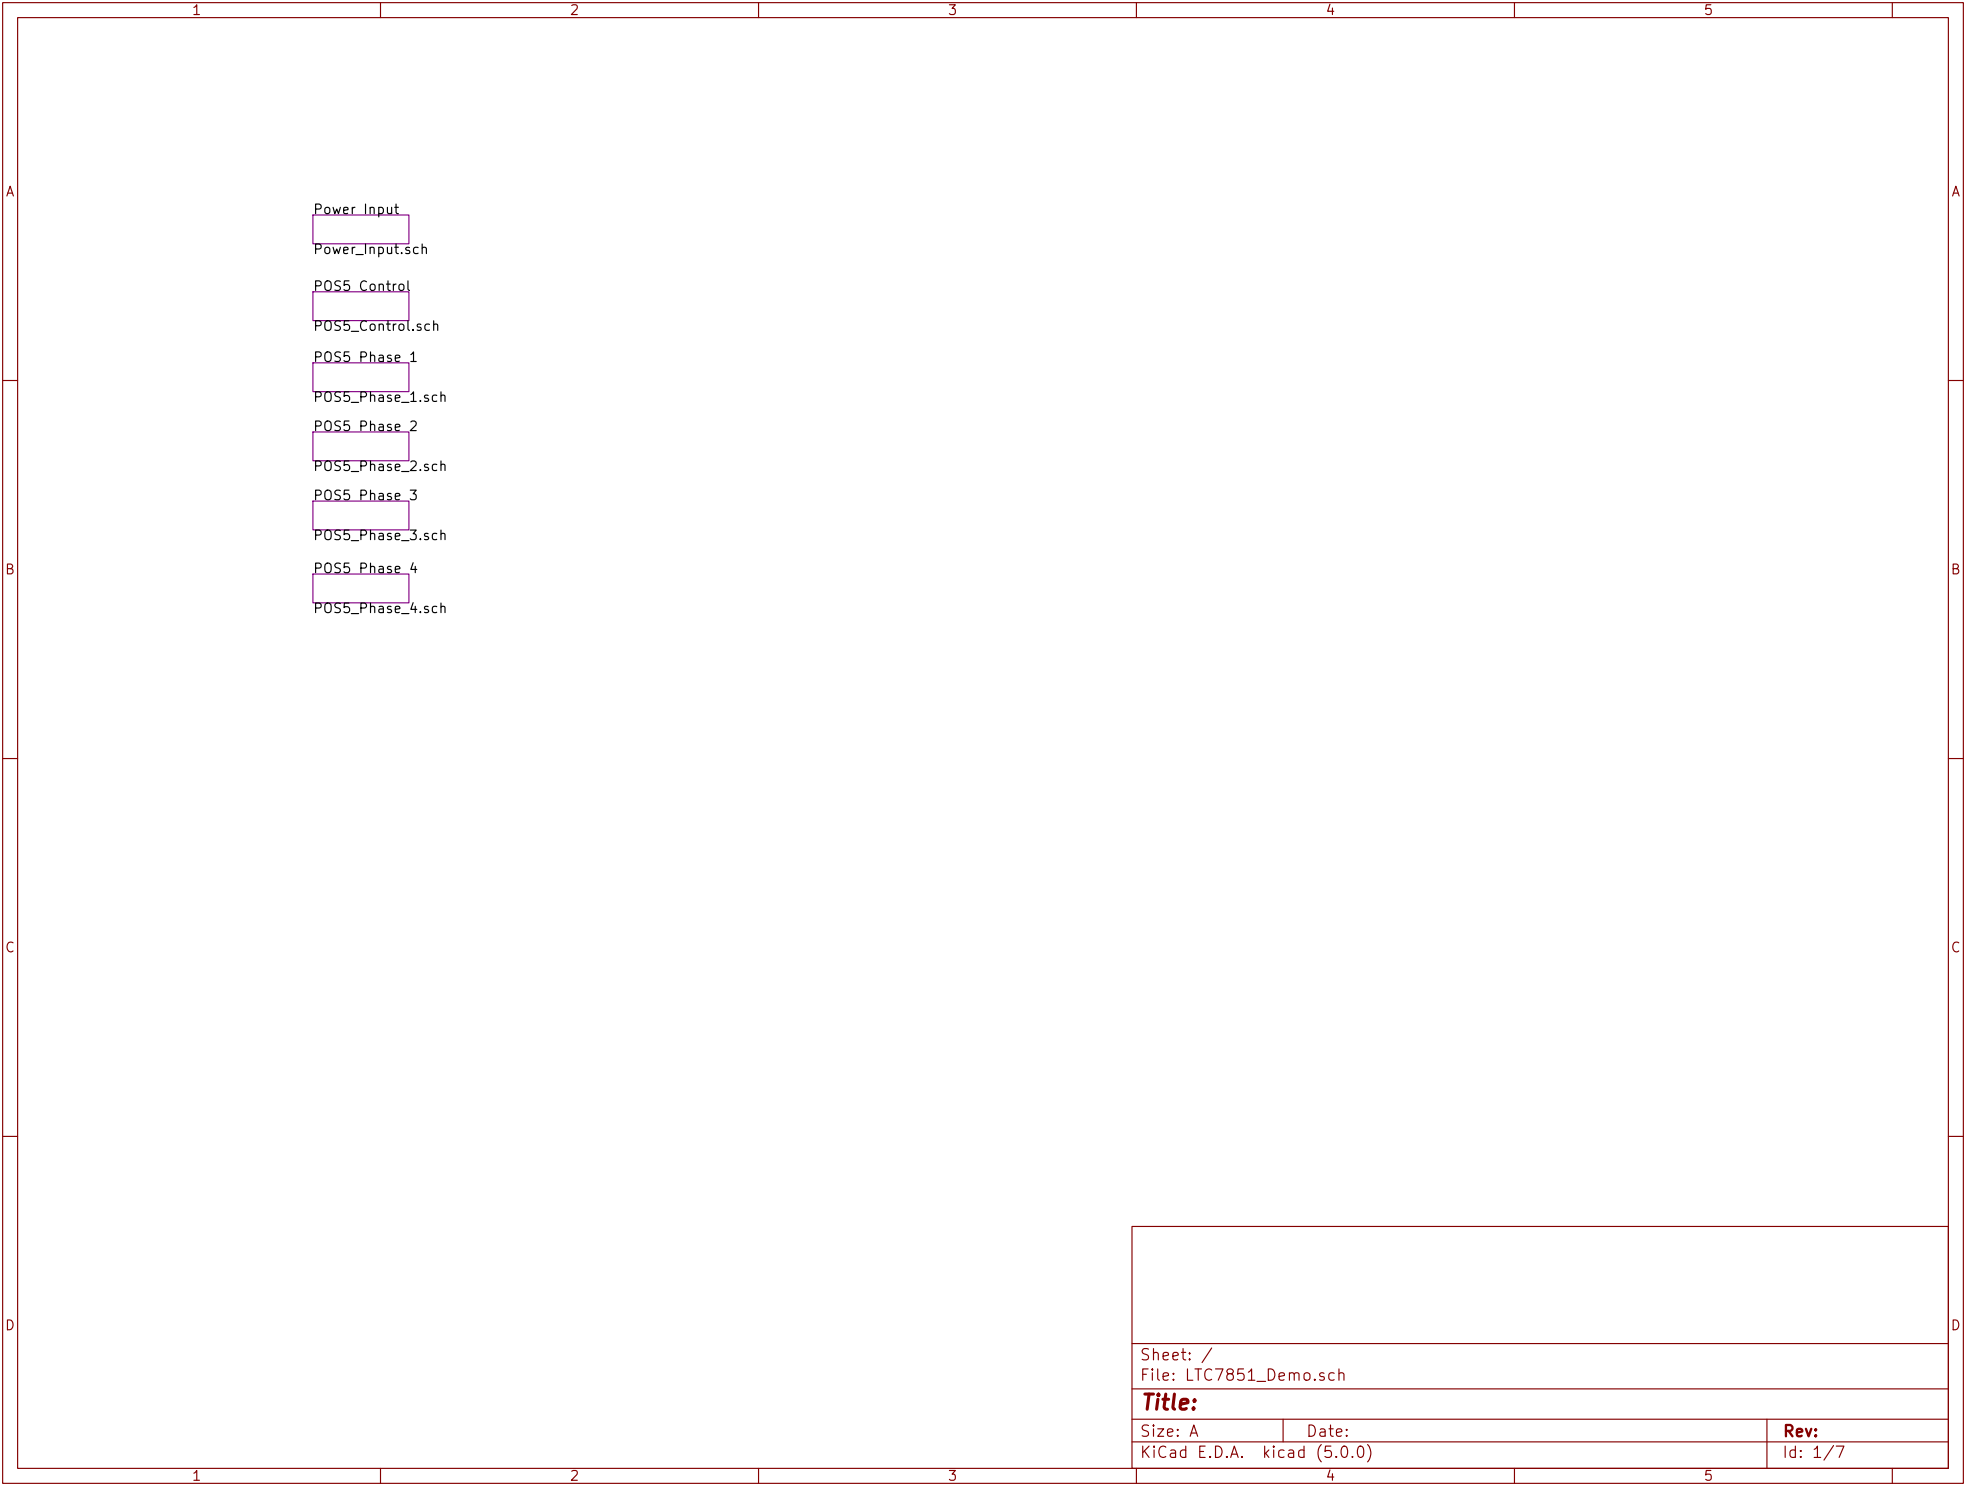 1 2 3 4 5
A A
Power Input
Power_Input.sch
POS5 Control
POS5_Control.sch
POS5 Phase 1
POS5_Phase_1.sch
POS5 Phase 2
POS5_Phase_2.sch
POS5 Phase 3
POS5_Phase_3.sch
B B
POS5 Phase 4
POS5_Phase_4.sch
C C
D D
Sheet: /
File: LTC7851_Demo.sch
Title:
Size: A Date: Rev:
KiCad E.D.A. kicad (5.0.0) Id: 1/7
1 2 3 4 5